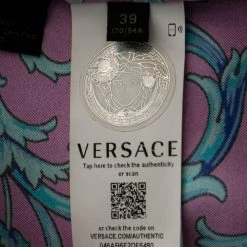 39
170/84A
VERSACE
Tap here to check the authenticity
or scan
or check the code on
VERSACE.COM/AUTHENTIC